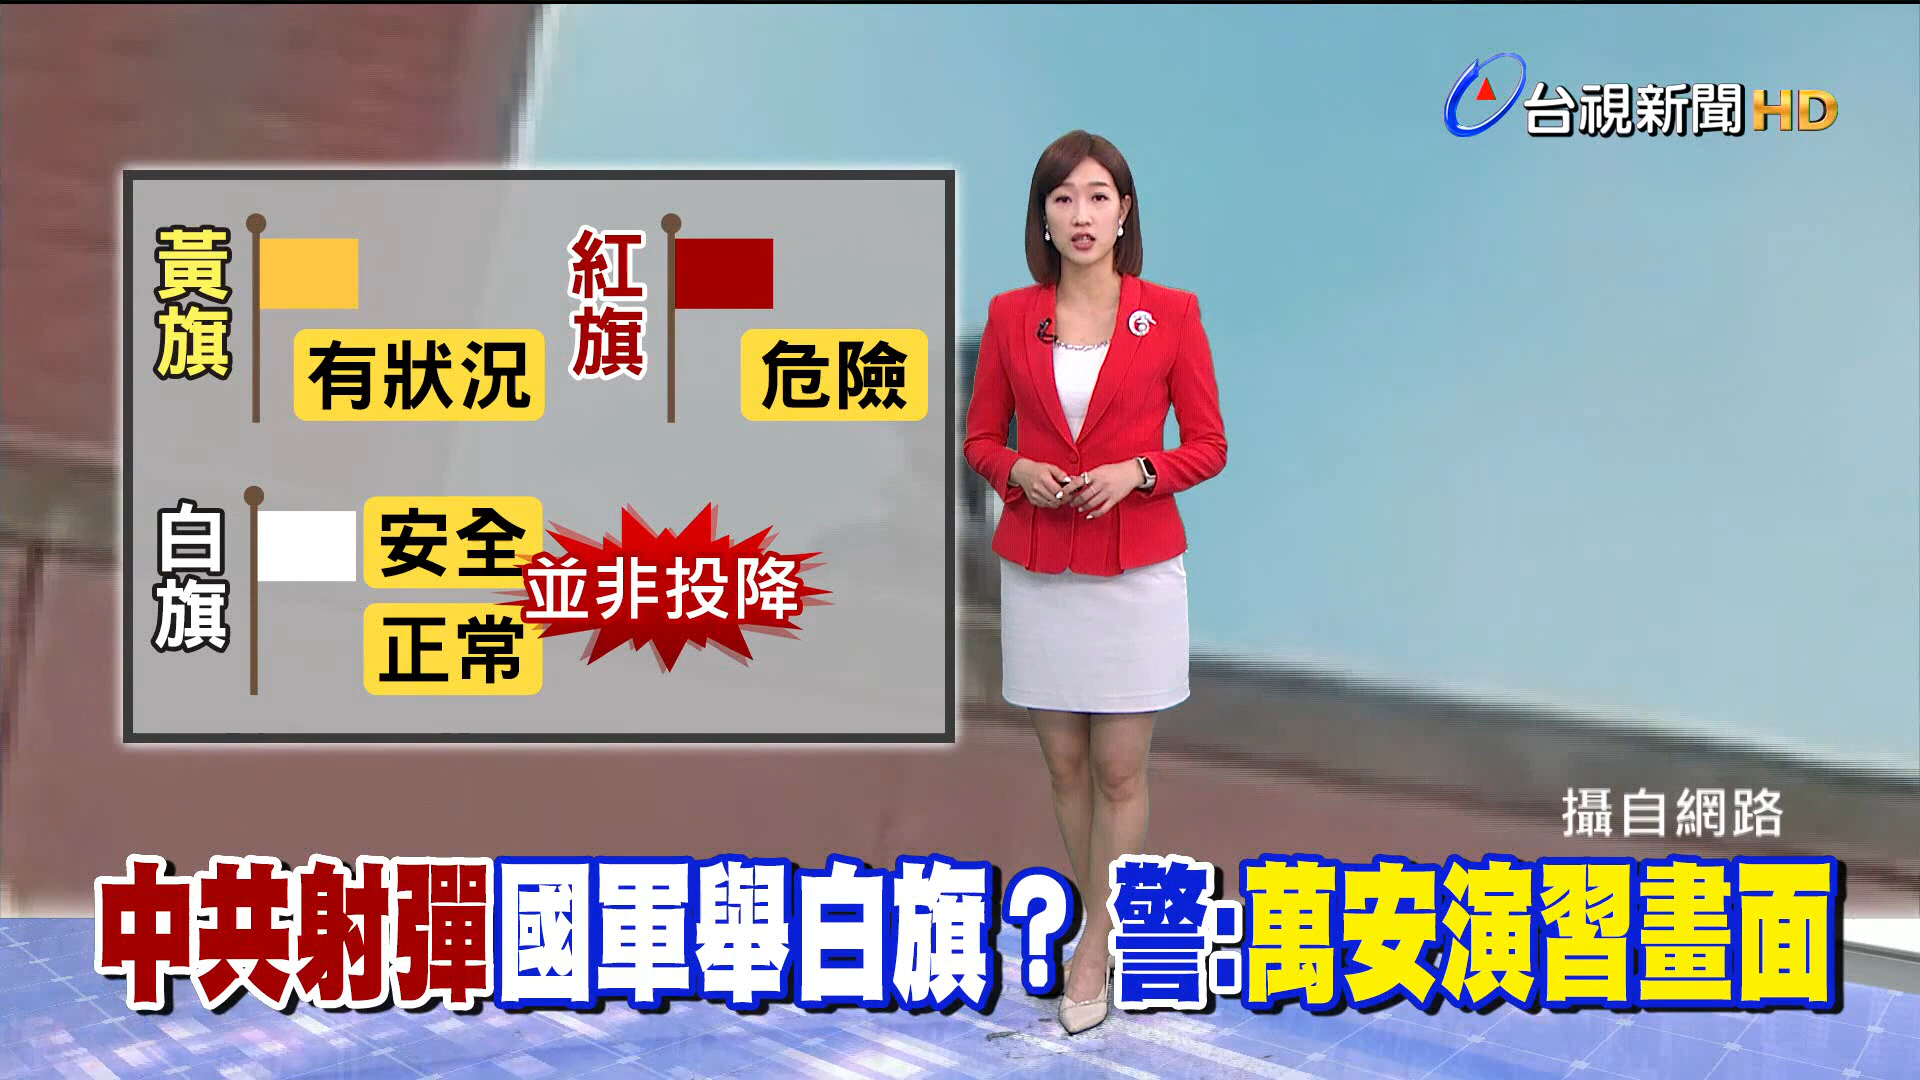 台視新聞HD
黃旗
有狀況
紅旗
危險
白旗
安全
正常
並非投降
攝自網路
中共射彈國軍舉白旗? 警:萬安演習畫面